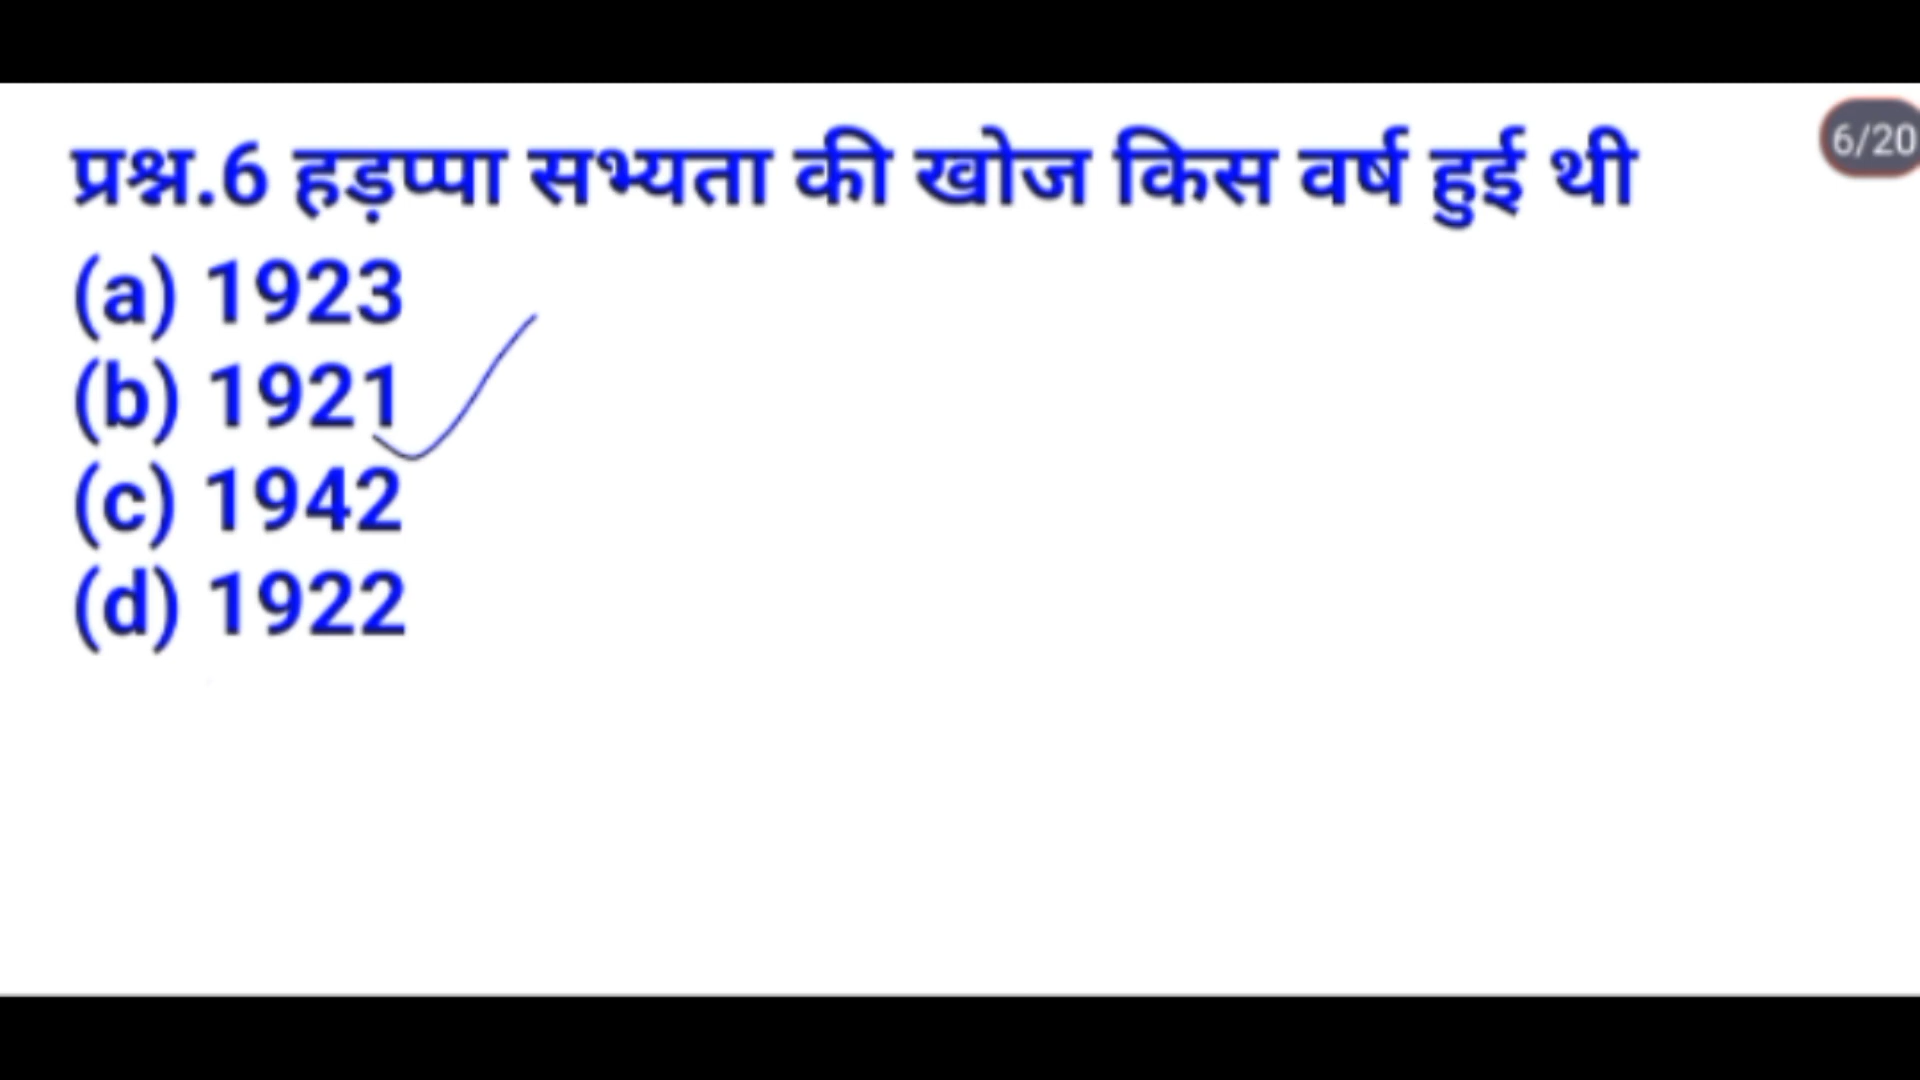 प्रश्न.6 हड़प्पा सभ्यता की खोज किस वर्ष हुई थी
6/20
(a) 1923
(b) 1921
(c) 1942
(d) 1922